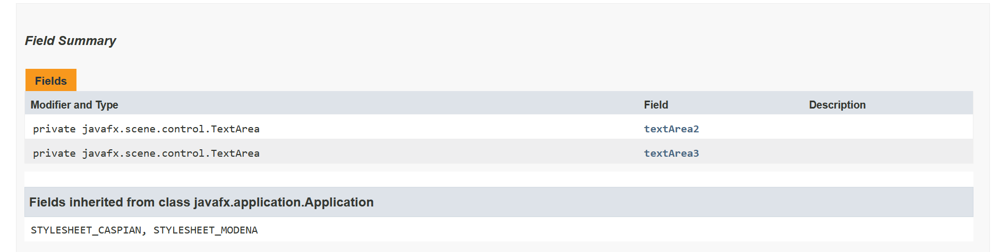 Field Summary
Fields
Modifier and Type Field Description
private javafx.scene.control.TextArea textArea2
private javafx.scene.control.TextArea textArea3
Fields inherited from class javafx.application.Application
STYLESHEET_CASPIAN, STYLESHEET_MODENA